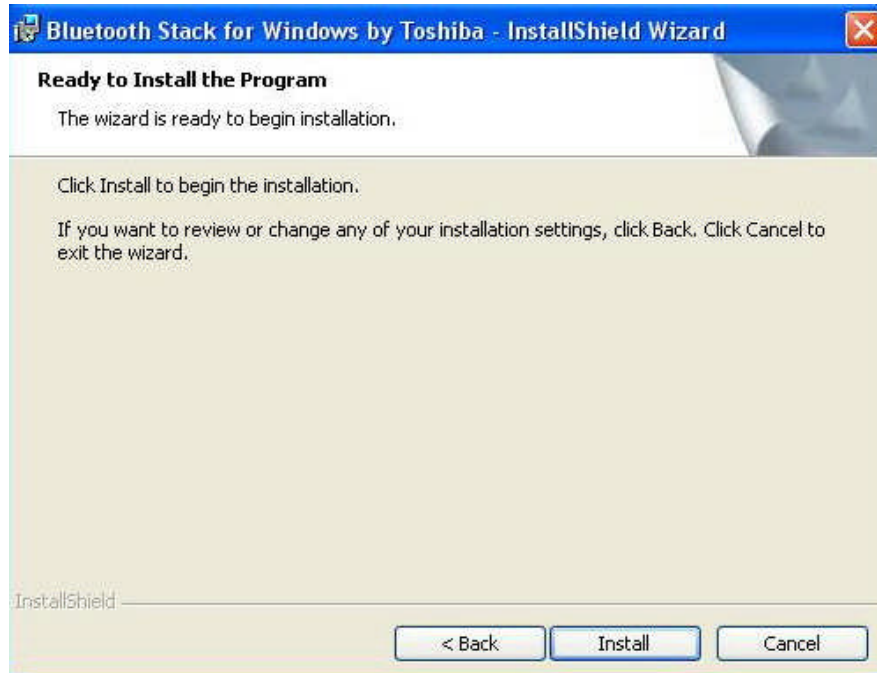 Bluetooth Stack for Windows by Toshiba - InstallShield Wizard
Ready to Install the Program
The wizard is ready to begin installation.
Click Install to begin the installation.
If you want to review or change any of your installation settings, click Back. Click Cancel to
exit the wizard.
InstallShield
< Back
Install
Cancel